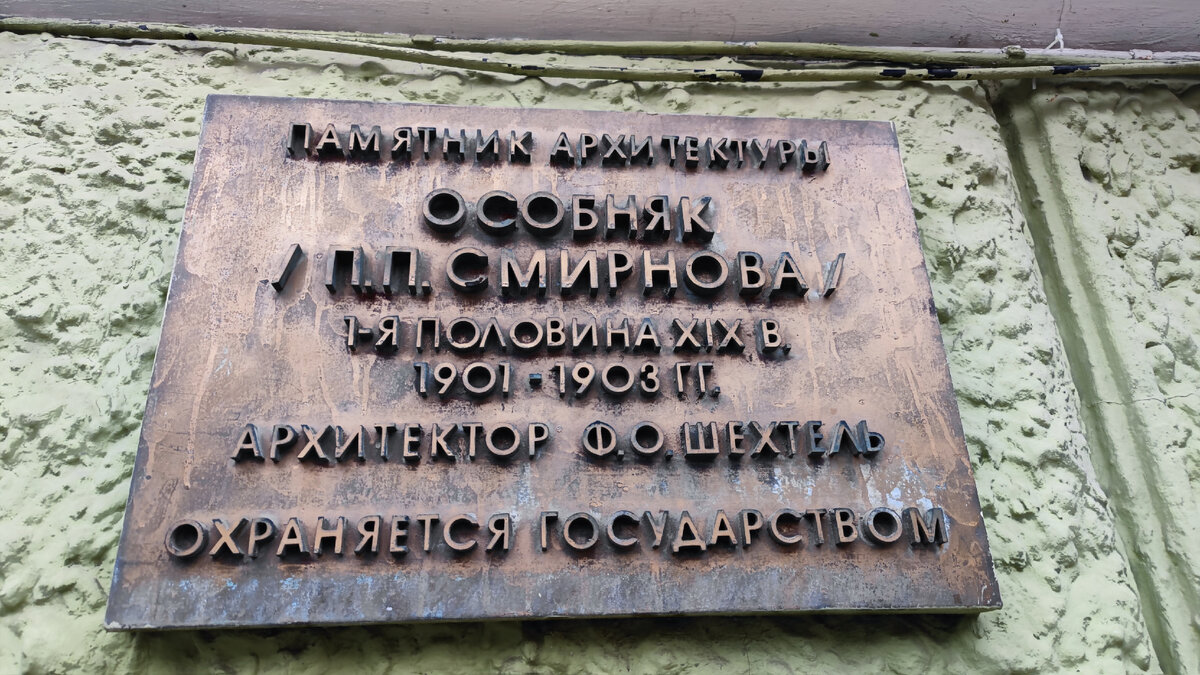 ПАМЯТНИК АРХИТЕКТУРЫ
ОСОБНЯК
/П.П. СМИРНОВА/
1-Я ПОЛОВИНА XIX В.
1901-1903 ГГ.
АРХИТЕКТОР Ф.О.ШЕХТЕЛЬ
ОХРАНЯЕТСЯ ГОСУДАРСТВОМ